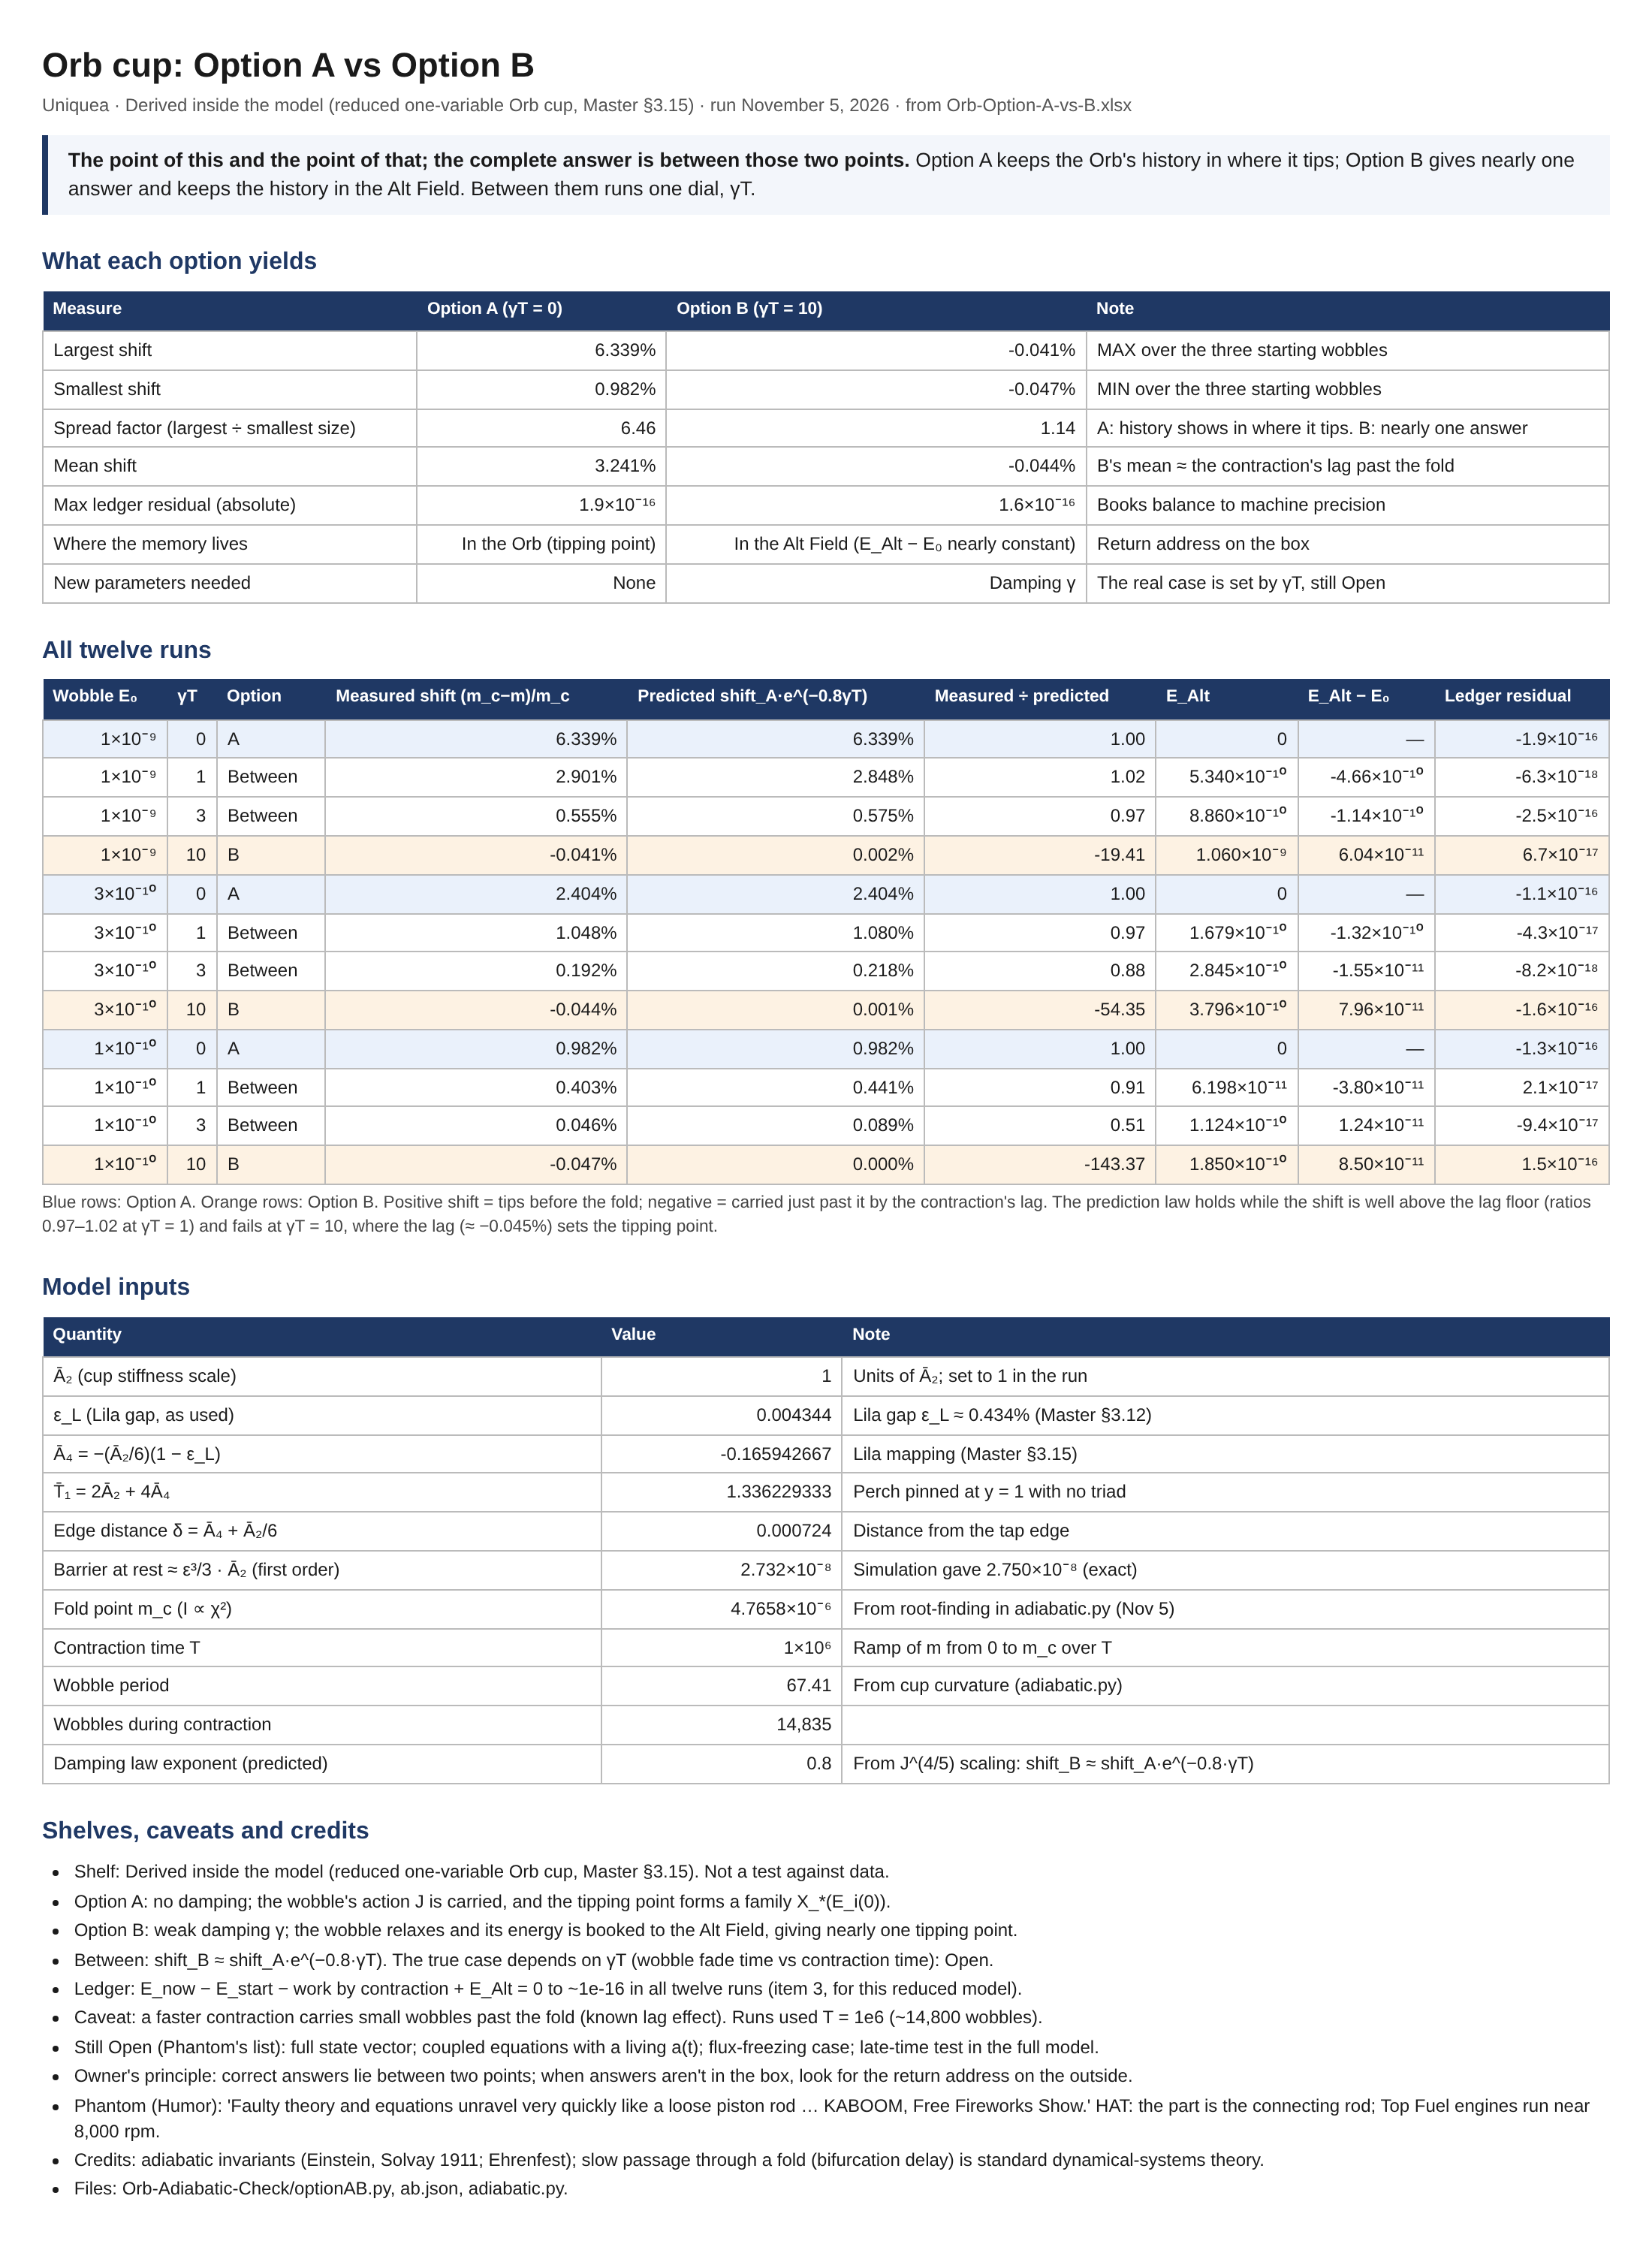 Orb cup: Option A vs Option B
Uniquea · Derived inside the model (reduced one-variable Orb cup, Master §3.15) · run November 5, 2026 · from Orb-Option-A-vs-B.xlsx
The point of this and the point of that; the complete answer is between those two points. Option A keeps the Orb's history in where it tips; Option B gives nearly one
answer and keeps the history in the Alt Field. Between them runs one dial, γT.
What each option yields
Measure Option A (γT = 0) Option B (γT = 10) Note
Largest shift 6.339% -0.041% MAX over the three starting wobbles
Smallest shift 0.982% -0.047% MIN over the three starting wobbles
Spread factor (largest ÷ smallest size) 6.46 1.14 A: history shows in where it tips. B: nearly one answer
Mean shift 3.241% -0.044% B's mean ≈ the contraction's lag past the fold
Max ledger residual (absolute) 1.9×10⁻¹⁶ 1.6×10⁻¹⁶ Books balance to machine precision
Where the memory lives In the Orb (tipping point) In the Alt Field (E_Alt − E₀ nearly constant) Return address on the box
New parameters needed None Damping γ The real case is set by γT, still Open
All twelve runs
Wobble E₀ γT Option Measured shift (m_c−m)/m_c Predicted shift_A·e^(−0.8γT) Measured ÷ predicted E_Alt E_Alt − E₀ Ledger residual
1×10⁻⁹ 0 A 6.339% 6.339% 1.00 0 — -1.9×10⁻¹⁶
1×10⁻⁹ 1 Between 2.901% 2.848% 1.02 5.340×10⁻¹⁰ -4.66×10⁻¹⁰ -6.3×10⁻¹⁸
1×10⁻⁹ 3 Between 0.555% 0.575% 0.97 8.860×10⁻¹⁰ -1.14×10⁻¹⁰ -2.5×10⁻¹⁶
1×10⁻⁹ 10 B -0.041% 0.002% -19.41 1.060×10⁻⁹ 6.04×10⁻¹¹ 6.7×10⁻¹⁷
3×10⁻¹⁰ 0 A 2.404% 2.404% 1.00 0 — -1.1×10⁻¹⁶
3×10⁻¹⁰ 1 Between 1.048% 1.080% 0.97 1.679×10⁻¹⁰ -1.32×10⁻¹⁰ -4.3×10⁻¹⁷
3×10⁻¹⁰ 3 Between 0.192% 0.218% 0.88 2.845×10⁻¹⁰ -1.55×10⁻¹¹ -8.2×10⁻¹⁸
3×10⁻¹⁰ 10 B -0.044% 0.001% -54.35 3.796×10⁻¹⁰ 7.96×10⁻¹¹ -1.6×10⁻¹⁶
1×10⁻¹⁰ 0 A 0.982% 0.982% 1.00 0 — -1.3×10⁻¹⁶
1×10⁻¹⁰ 1 Between 0.403% 0.441% 0.91 6.198×10⁻¹¹ -3.80×10⁻¹¹ 2.1×10⁻¹⁷
1×10⁻¹⁰ 3 Between 0.046% 0.089% 0.51 1.124×10⁻¹⁰ 1.24×10⁻¹¹ -9.4×10⁻¹⁷
1×10⁻¹⁰ 10 B -0.047% 0.000% -143.37 1.850×10⁻¹⁰ 8.50×10⁻¹¹ 1.5×10⁻¹⁶
Blue rows: Option A. Orange rows: Option B. Positive shift = tips before the fold; negative = carried just past it by the contraction's lag. The prediction law holds while the shift is well above the lag floor (ratios
0.97–1.02 at γT = 1) and fails at γT = 10, where the lag (≈ −0.045%) sets the tipping point.
Model inputs
Quantity Value Note
Ā₂ (cup stiffness scale) 1 Units of Ā₂; set to 1 in the run
ε_L (Lila gap, as used) 0.004344 Lila gap ε_L ≈ 0.434% (Master §3.12)
Ā₄ = −(Ā₂/6)(1 − ε_L) -0.165942667 Lila mapping (Master §3.15)
T̄₁ = 2Ā₂ + 4Ā₄ 1.336229333 Perch pinned at y = 1 with no triad
Edge distance δ = Ā₄ + Ā₂/6 0.000724 Distance from the tap edge
Barrier at rest ≈ ε³/3 · Ā₂ (first order) 2.732×10⁻⁸ Simulation gave 2.750×10⁻⁸ (exact)
Fold point m_c (I ∝ χ²) 4.7658×10⁻⁶ From root-finding in adiabatic.py (Nov 5)
Contraction time T 1×10⁶ Ramp of m from 0 to m_c over T
Wobble period 67.41 From cup curvature (adiabatic.py)
Wobbles during contraction 14,835
Damping law exponent (predicted) 0.8 From J^(4/5) scaling: shift_B ≈ shift_A·e^(−0.8·γT)
Shelves, caveats and credits
• Shelf: Derived inside the model (reduced one-variable Orb cup, Master §3.15). Not a test against data.
• Option A: no damping; the wobble's action J is carried, and the tipping point forms a family X_*(E_i(0)).
• Option B: weak damping γ; the wobble relaxes and its energy is booked to the Alt Field, giving nearly one tipping point.
• Between: shift_B ≈ shift_A·e^(−0.8·γT). The true case depends on γT (wobble fade time vs contraction time): Open.
• Ledger: E_now − E_start − work by contraction + E_Alt = 0 to ~1e-16 in all twelve runs (item 3, for this reduced model).
• Caveat: a faster contraction carries small wobbles past the fold (known lag effect). Runs used T = 1e6 (~14,800 wobbles).
• Still Open (Phantom's list): full state vector; coupled equations with a living a(t); flux-freezing case; late-time test in the full model.
• Owner's principle: correct answers lie between two points; when answers aren't in the box, look for the return address on the outside.
• Phantom (Humor): 'Faulty theory and equations unravel very quickly like a loose piston rod … KABOOM, Free Fireworks Show.' HAT: the part is the connecting rod; Top Fuel engines run near
8,000 rpm.
• Credits: adiabatic invariants (Einstein, Solvay 1911; Ehrenfest); slow passage through a fold (bifurcation delay) is standard dynamical-systems theory.
• Files: Orb-Adiabatic-Check/optionAB.py, ab.json, adiabatic.py.